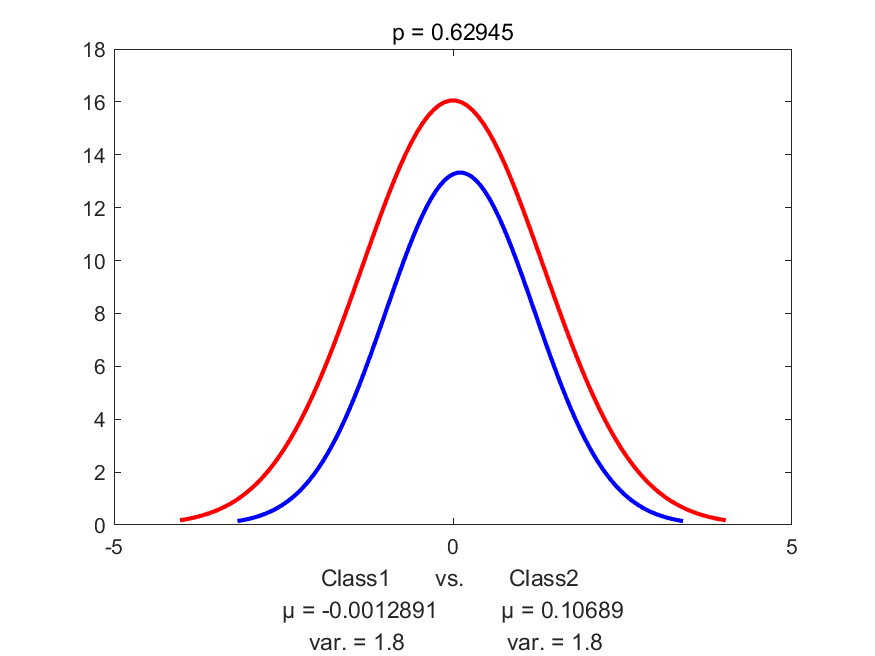 p = 0.62945
18
16
14
12
10
8
6
4
2
0
-5 0 5
Class1 vs. Class2
μ = -0.0012891 μ = 0.10689
var. = 1.8 var. = 1.8